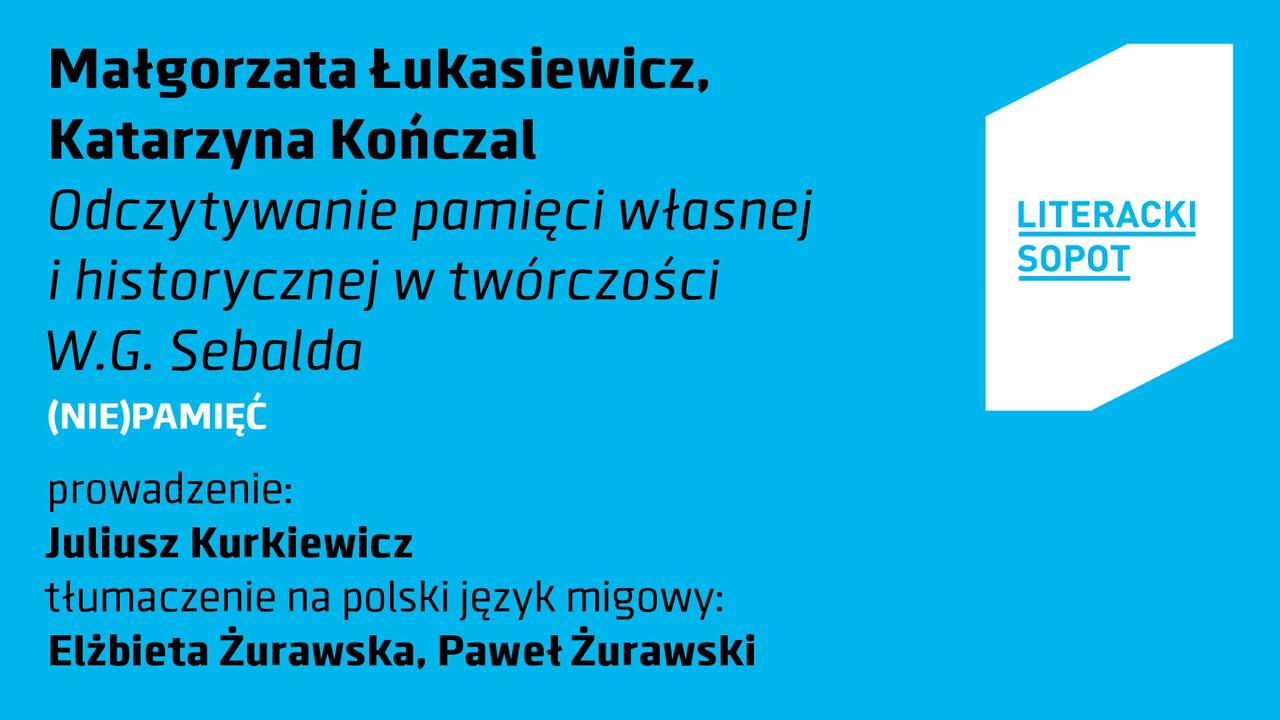 Małgorzata Łukasiewicz,
Katarzyna Kończal
Odczytywanie pamięci własnej
i historycznej w twórczości
W.G. Sebalda
(NIE)PAMIĘĆ
prowadzenie:
Juliusz Kurkiewicz
tłumaczenie na polski język migowy:
Elżbieta Żurawska, Paweł Żurawski
LITERACKI
SOPOT